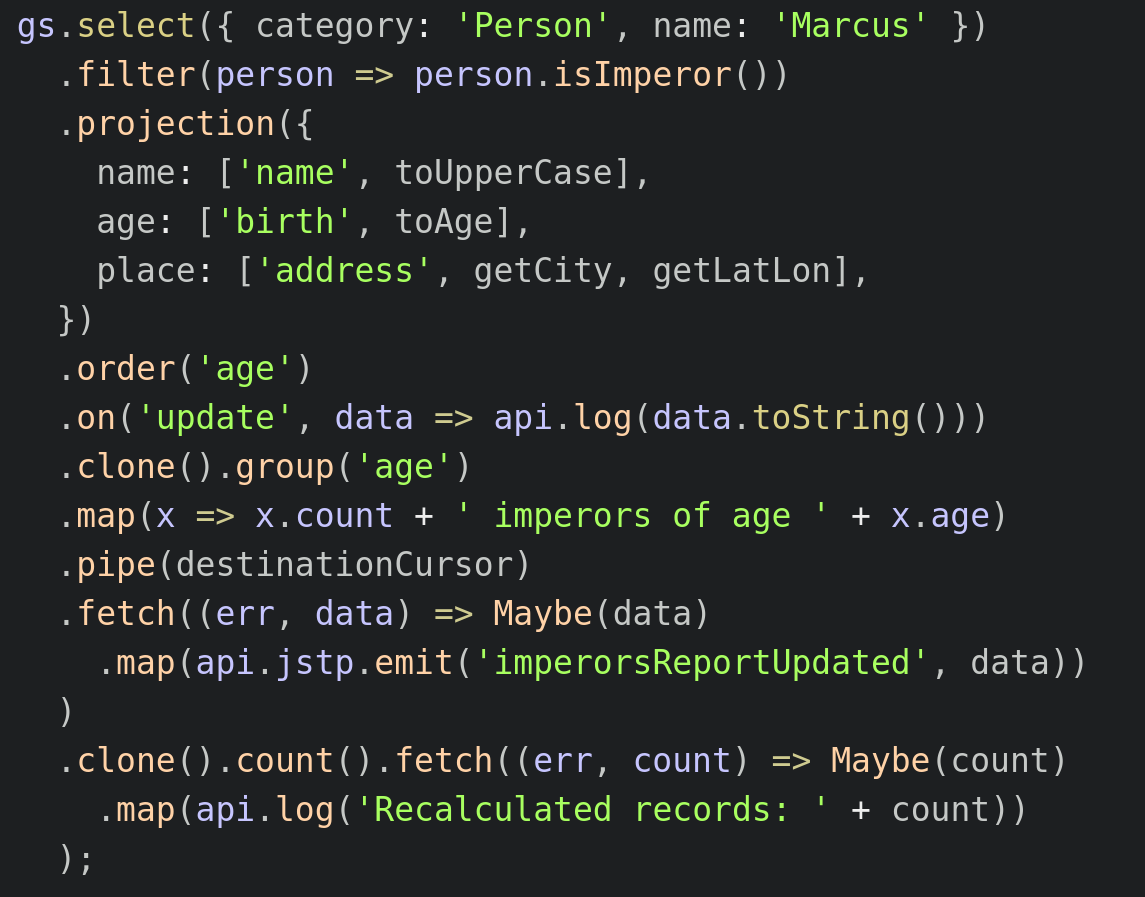 gs.select({ category: 'Person', name: 'Marcus' })
  .filter(person => person.isImperor())
  .projection({
    name: ['name', toUpperCase],
    age: ['birth', toAge],
    place: ['address', getCity, getLatLon],
  })
  .order('age')
  .on('update', data => api.log(data.toString()))
  .clone().group('age')
  .map(x => x.count + ' imperors of age ' + x.age)
  .pipe(destinationCursor)
  .fetch((err, data) => Maybe(data)
    .map(api.jstp.emit('imperorsReportUpdated', data))
  )
  .clone().count().fetch((err, count) => Maybe(count)
    .map(api.log('Recalculated records: ' + count))
  );